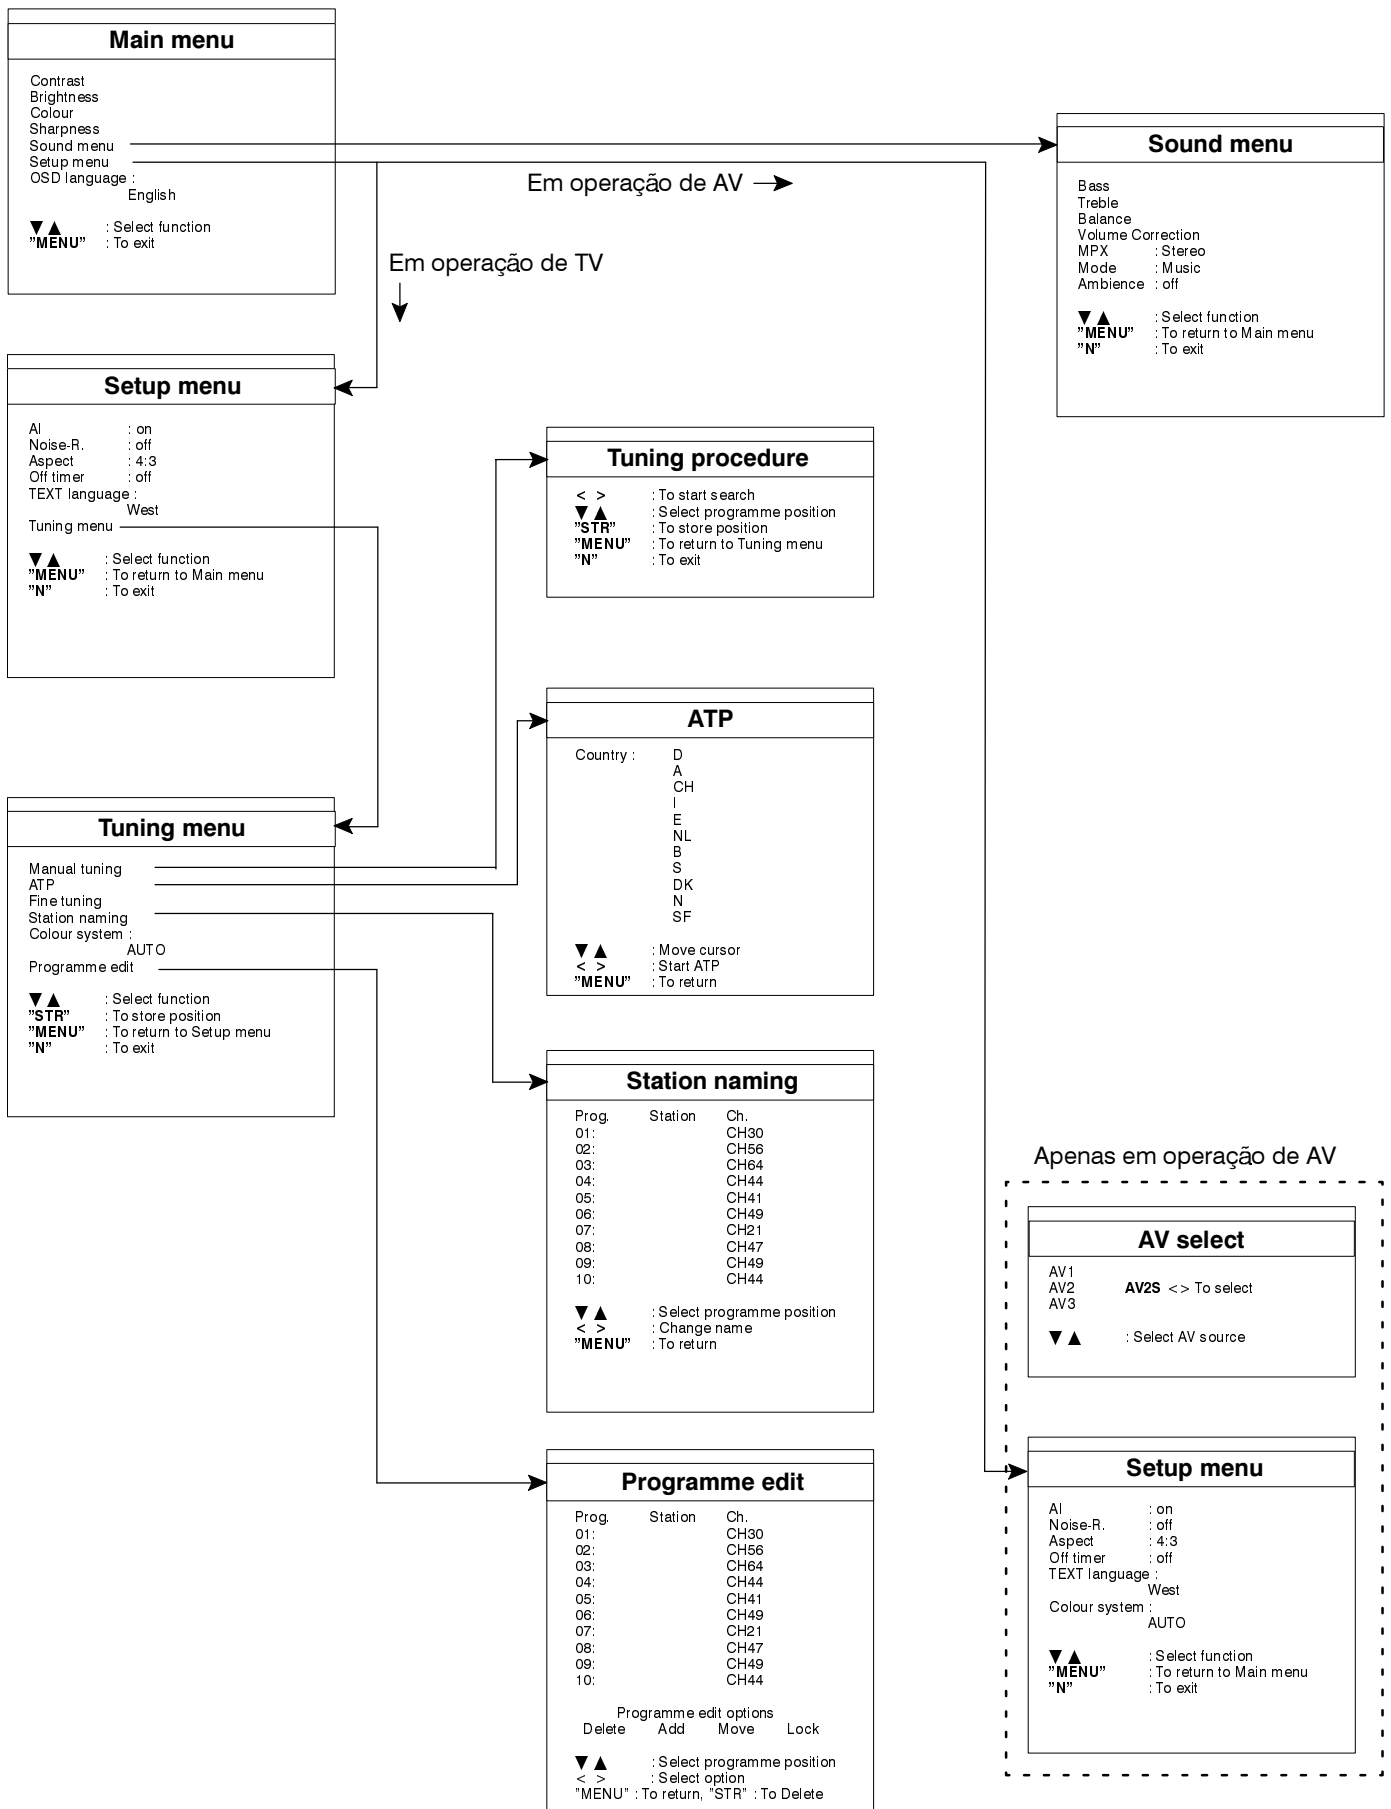 Main menu
Contrast
Brightness
Colour
Sharpness
Sound menu
Setup menu
OSD language :
English
▼ ▲ : Select function
"MENU" : To exit
Em operação de AV
Em operação de TV
Sound menu
Bass
Treble
Balance
Volume Correction
MPX : Stereo
Mode : Music
Ambience : off
▼ ▲ : Select function
"MENU" : To return to Main menu
"N" : To exit
Setup menu
AI : on
Noise-R. : off
Aspect : 4:3
Off timer : off
TEXT language :
West
Tuning menu
▼ ▲ : Select function
"MENU" : To return to Main menu
"N" : To exit
Tuning procedure
< > : To start search
▼ ▲ : Select programme position
"STR" : To store position
"MENU" : To return to Tuning menu
"N" : To exit
ATP
Country : D
A
CH
I
E
NL
B
S
DK
N
SF
▼ ▲ : Move cursor
< > : Start ATP
"MENU" : To return
Tuning menu
Manual tuning
ATP
Fine tuning
Station naming
Colour system :
AUTO
Programme edit
▼ ▲ : Select function
"STR" : To store position
"MENU" : To return to Setup menu
"N" : To exit
Station naming
Prog. Station Ch.
01: CH30
02: CH56
03: CH64
04: CH44
05: CH41
06: CH49
07: CH21
08: CH47
09: CH49
10: CH44
▼ ▲ : Select programme position
< > : Change name
"MENU" : To return
Programme edit
Prog. Station Ch.
01: CH30
02: CH56
03: CH64
04: CH44
05: CH41
06: CH49
07: CH21
08: CH47
09: CH49
10: CH44
Programme edit options
Delete Add Move Lock
▼ ▲ : Select programme position
< > : Select option
"MENU" : To return, "STR" : To Delete
Apenas em operação de AV
AV select
AV1
AV2 AV2S < > To select
AV3
▼ ▲ : Select AV source
Setup menu
AI : on
Noise-R. : off
Aspect : 4:3
Off timer : off
TEXT language :
West
Colour system :
AUTO
▼ ▲ : Select function
"MENU" : To return to Main menu
"N" : To exit